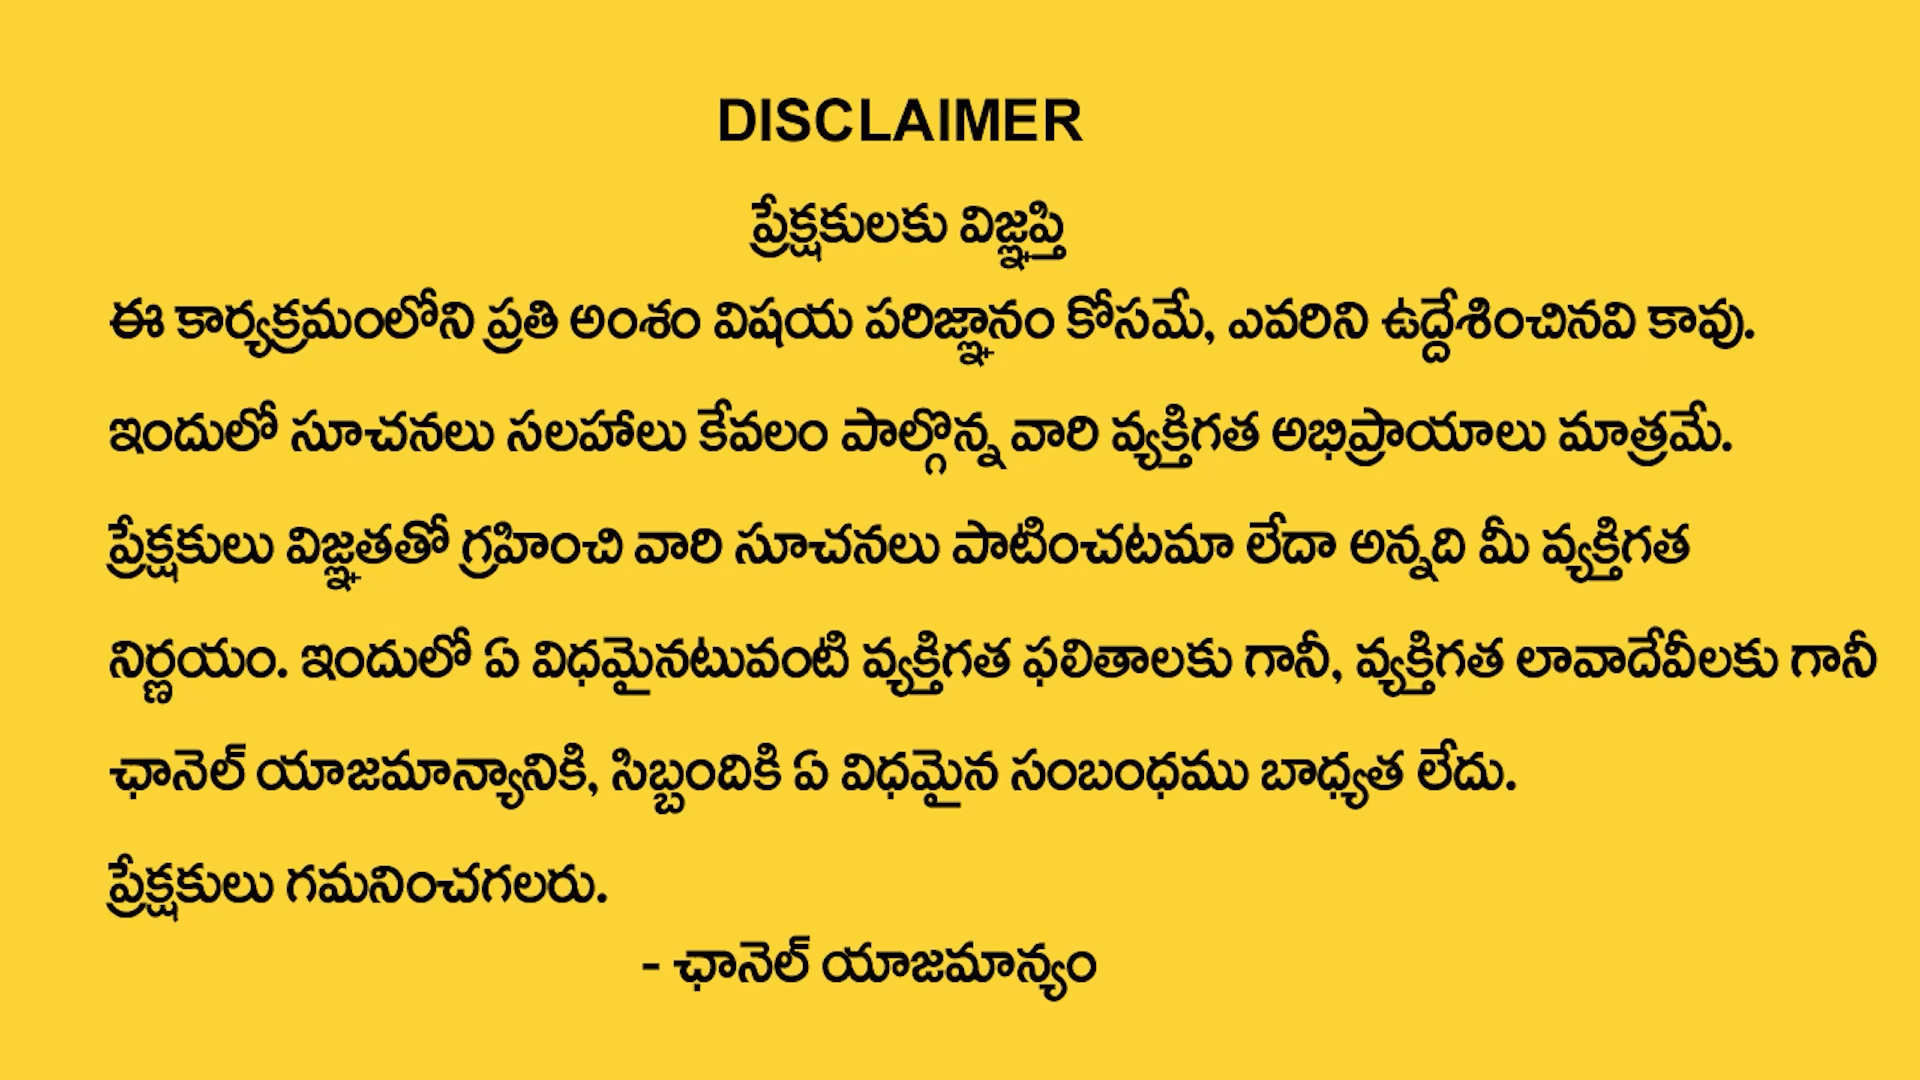 DISCLAIMER
ప్రేక్షకులకు విజ్ఞప్తి
ఈ కార్యక్రమంలోని ప్రతి అంశం విషయ పరిజ్ఞానం కోసమే, ఎవరిని ఉద్దేశించినవి కావు.
ఇందులో సూచనలు సలహాలు కేవలం పాల్గొన్న వారి వ్యక్తిగత అభిప్రాయాలు మాత్రమే.
ప్రేక్షకులు విజ్ఞతతో గ్రహించి వారి సూచనలు పాటించటమా లేదా అన్నది మీ వ్యక్తిగత
నిర్ణయం. ఇందులో ఏ విధమైనటువంటి వ్యక్తిగత ఫలితాలకు గానీ, వ్యక్తిగత లావాదేవీలకు గానీ
ఛానెల్ యాజమాన్యానికి, సిబ్బందికి ఏ విధమైన సంబంధము బాధ్యత లేదు.
ప్రేక్షకులు గమనించగలరు.
- ఛానెల్ యాజమాన్యం